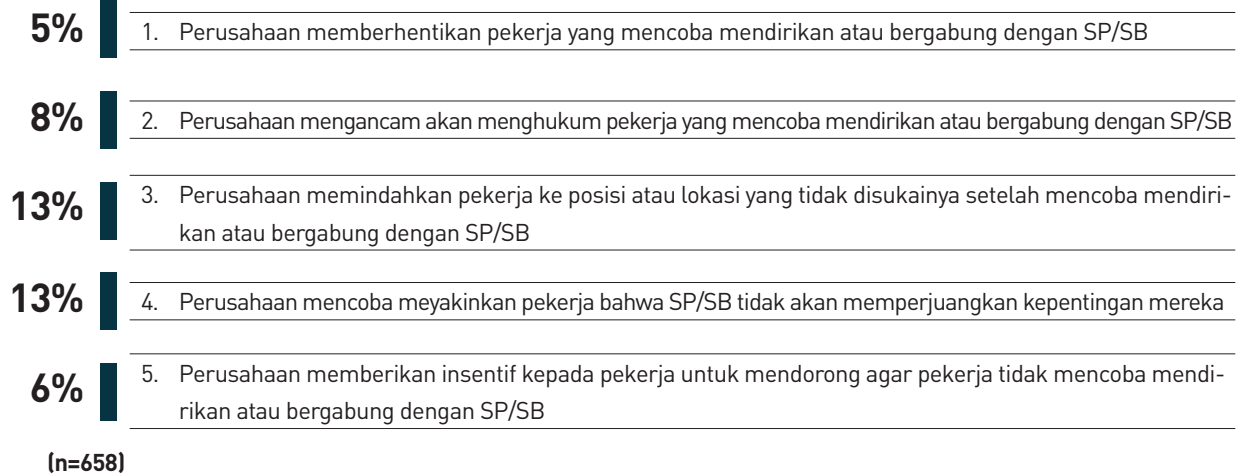 5%
1. Perusahaan memberhentikan pekerja yang mencoba mendirikan atau bergabung dengan SP/SB
8%
2. Perusahaan mengancam akan menghukum pekerja yang mencoba mendirikan atau bergabung dengan SP/SB
13%
3. Perusahaan memindahkan pekerja ke posisi atau lokasi yang tidak disukainya setelah mencoba mendiri-
kan atau bergabung dengan SP/SB
13%
4. Perusahaan mencoba meyakinkan pekerja bahwa SP/SB tidak akan memperjuangkan kepentingan mereka
6%
5. Perusahaan memberikan insentif kepada pekerja untuk mendorong agar pekerja tidak mencoba mendi-
rikan atau bergabung dengan SP/SB
(n=658)